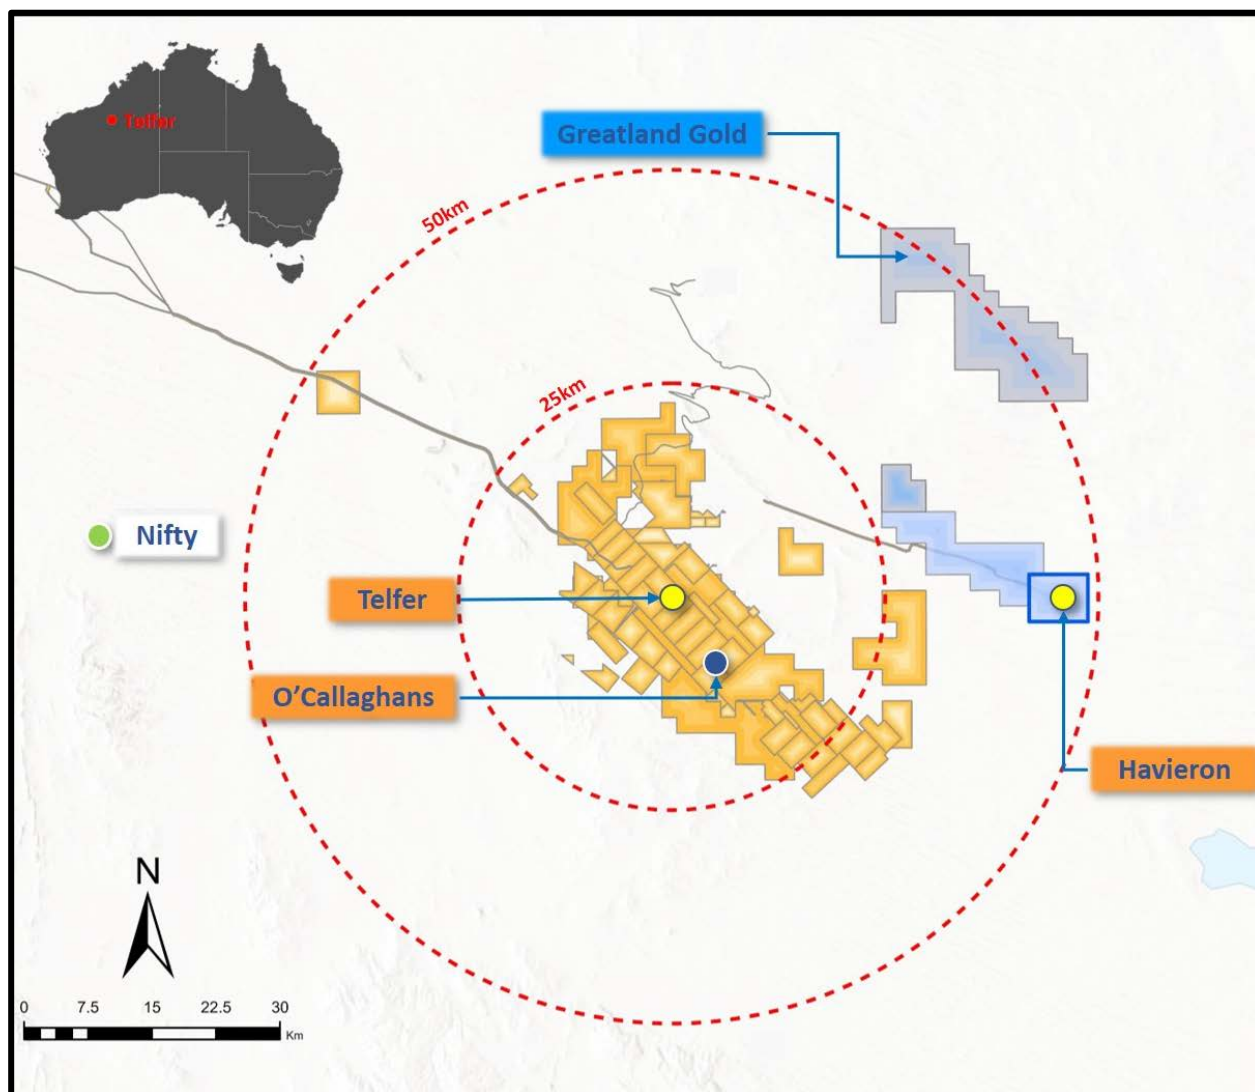 Telfer
Greatland Gold
50km
25km
Nifty
Telfer
O'Callaghans
Havieron
N
0 7.5 15 22.5 30
Km